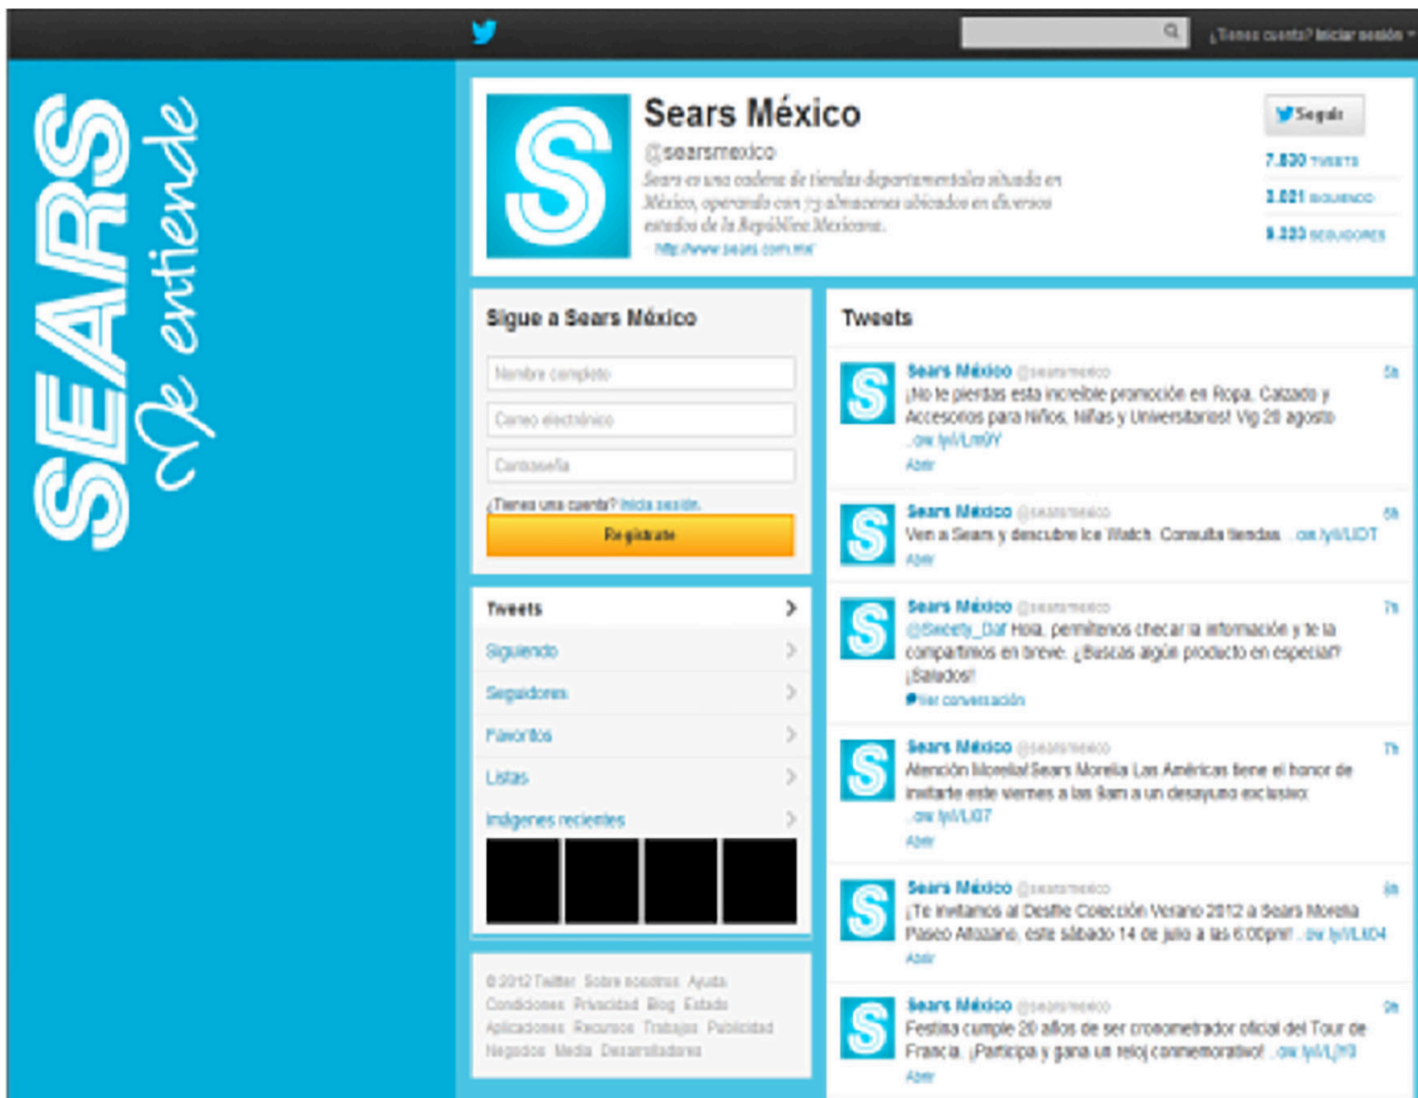 ¿Tienes cuenta? Iniciar sesión
SEARS
Me entiende
S
Sears México
@searsmexico
Sears es una cadena de tiendas departamentales situada en
México, operando con 73 almacenes ubicados en diversos
estados de la República Mexicana.
http://www.sears.com.mx/
Seguir
7.830 TWEETS
3.021 SIGUIENDO
9.333 SEGUIDORES
Sigue a Sears México
Nombre completo
Correo electrónico
Contraseña
¿Tienes una cuenta? Inicia sesión.
Regístrate
Tweets
Siguiendo
Seguidores
Favoritos
Listas
Imágenes recientes
© 2012 Twitter Sobre nosotros Ayuda
Condiciones Privacidad Blog Estado
Aplicaciones Recursos Trabajos Publicidad
Negocios Media Desarrolladores
Tweets
S
Sears México @searsmexico 5h
¡No te pierdas esta increíble promoción en Ropa, Calzado y
Accesorios para Niños, Niñas y Universitarios! Vig 20 agosto
Abrir
S
Sears México @searsmexico 6h
Ven a Sears y descubre Ice Watch. Consulta tiendas.
Abrir
S
Sears México @searsmexico 7h
@Sweety_Daf Hola, permítenos checar la información y te la
compartimos en breve. ¿Buscas algún producto en especial?
¡Saludos!
Ver conversación
S
Sears México @searsmexico 7h
Atención Morelia!Sears Morelia Las Américas tiene el honor de
invitarte este viernes a las 9am a un desayuno exclusivo:
Abrir
S
Sears México @searsmexico
¡Te invitamos al Desfile Colección Verano 2012 a Sears Morelia
Paseo Altozano, este sábado 14 de julio a las 6:00pm!
Abrir
S
Sears México @searsmexico 9h
Festina cumple 20 años de ser cronometrador oficial del Tour de
Francia. ¡Participa y gana un reloj conmemorativo!
Abrir